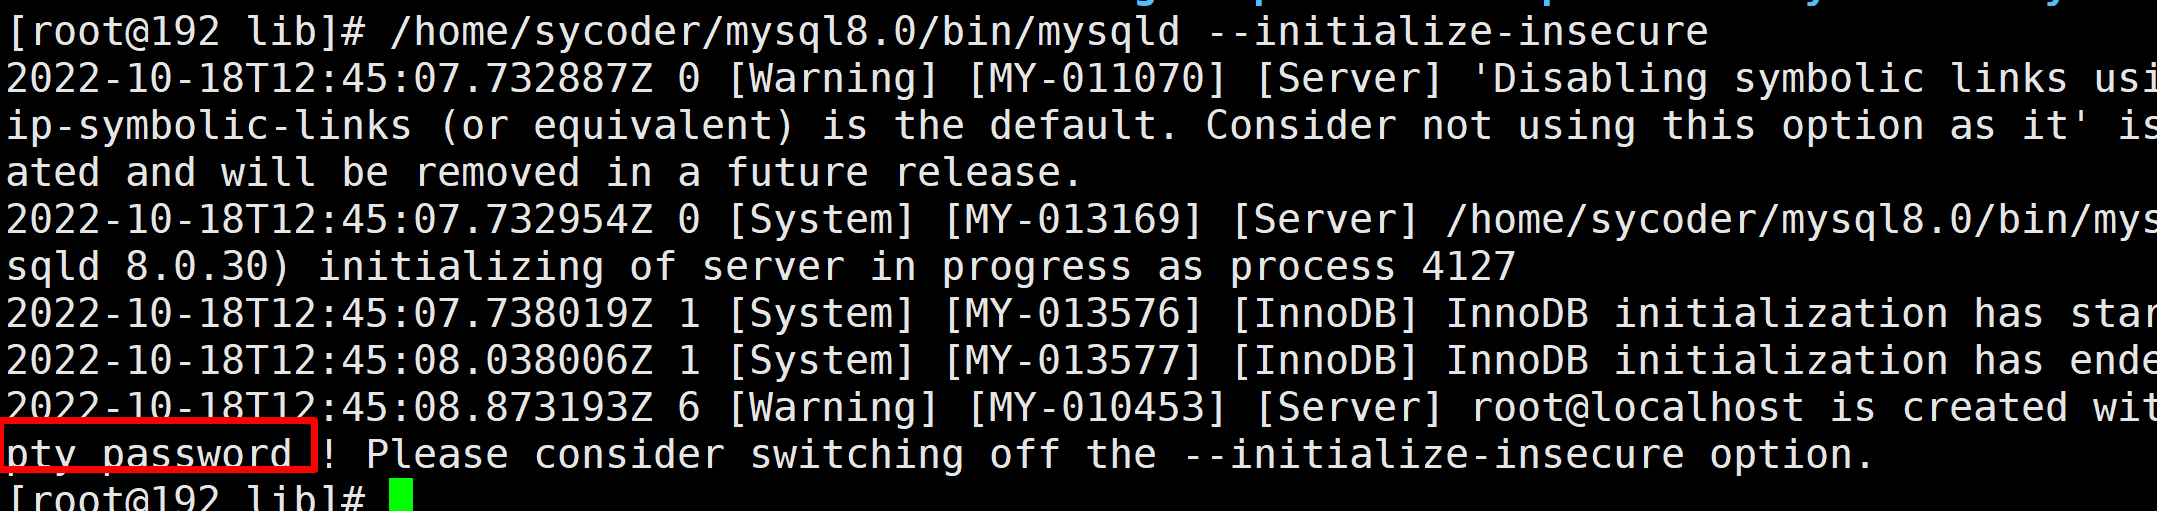 [root@192 lib]# /home/sycoder/mysql8.0/bin/mysqld --initialize-insecure
2022-10-18T12:45:07.732887Z 0 [Warning] [MY-011070] [Server] 'Disabling symbolic links usi
ip-symbolic-links (or equivalent) is the default. Consider not using this option as it' is
ated and will be removed in a future release.
2022-10-18T12:45:07.732954Z 0 [System] [MY-013169] [Server] /home/sycoder/mysql8.0/bin/mys
sqld 8.0.30) initializing of server in progress as process 4127
2022-10-18T12:45:07.738019Z 1 [System] [MY-013576] [InnoDB] InnoDB initialization has star
2022-10-18T12:45:08.038006Z 1 [System] [MY-013577] [InnoDB] InnoDB initialization has ende
2022-10-18T12:45:08.873193Z 6 [Warning] [MY-010453] [Server] root@localhost is created wit
pty password ! Please consider switching off the --initialize-insecure option.
[root@192 lib]#